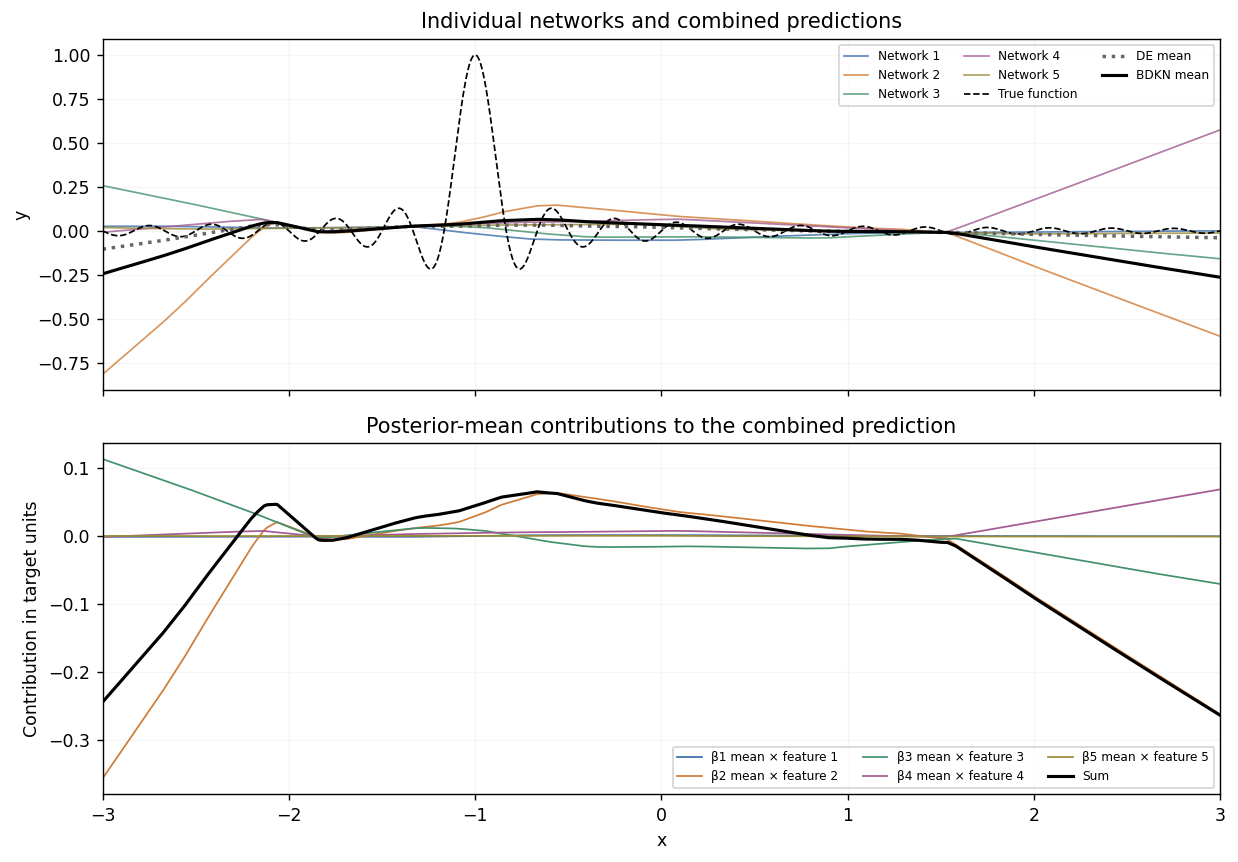 Individual networks and combined predictions
1.00
0.75
0.50
0.25
0.00
−0.25
−0.50
−0.75
y
Network 1 Network 4 DE mean
Network 2 Network 5 BDKN mean
Network 3 True function
Posterior-mean contributions to the combined prediction
0.1
0.0
−0.1
−0.2
−0.3
Contribution in target units
β1 mean × feature 1 β3 mean × feature 3 β5 mean × feature 5
β2 mean × feature 2 β4 mean × feature 4 Sum
−3 −2 −1 0 1 2 3
x